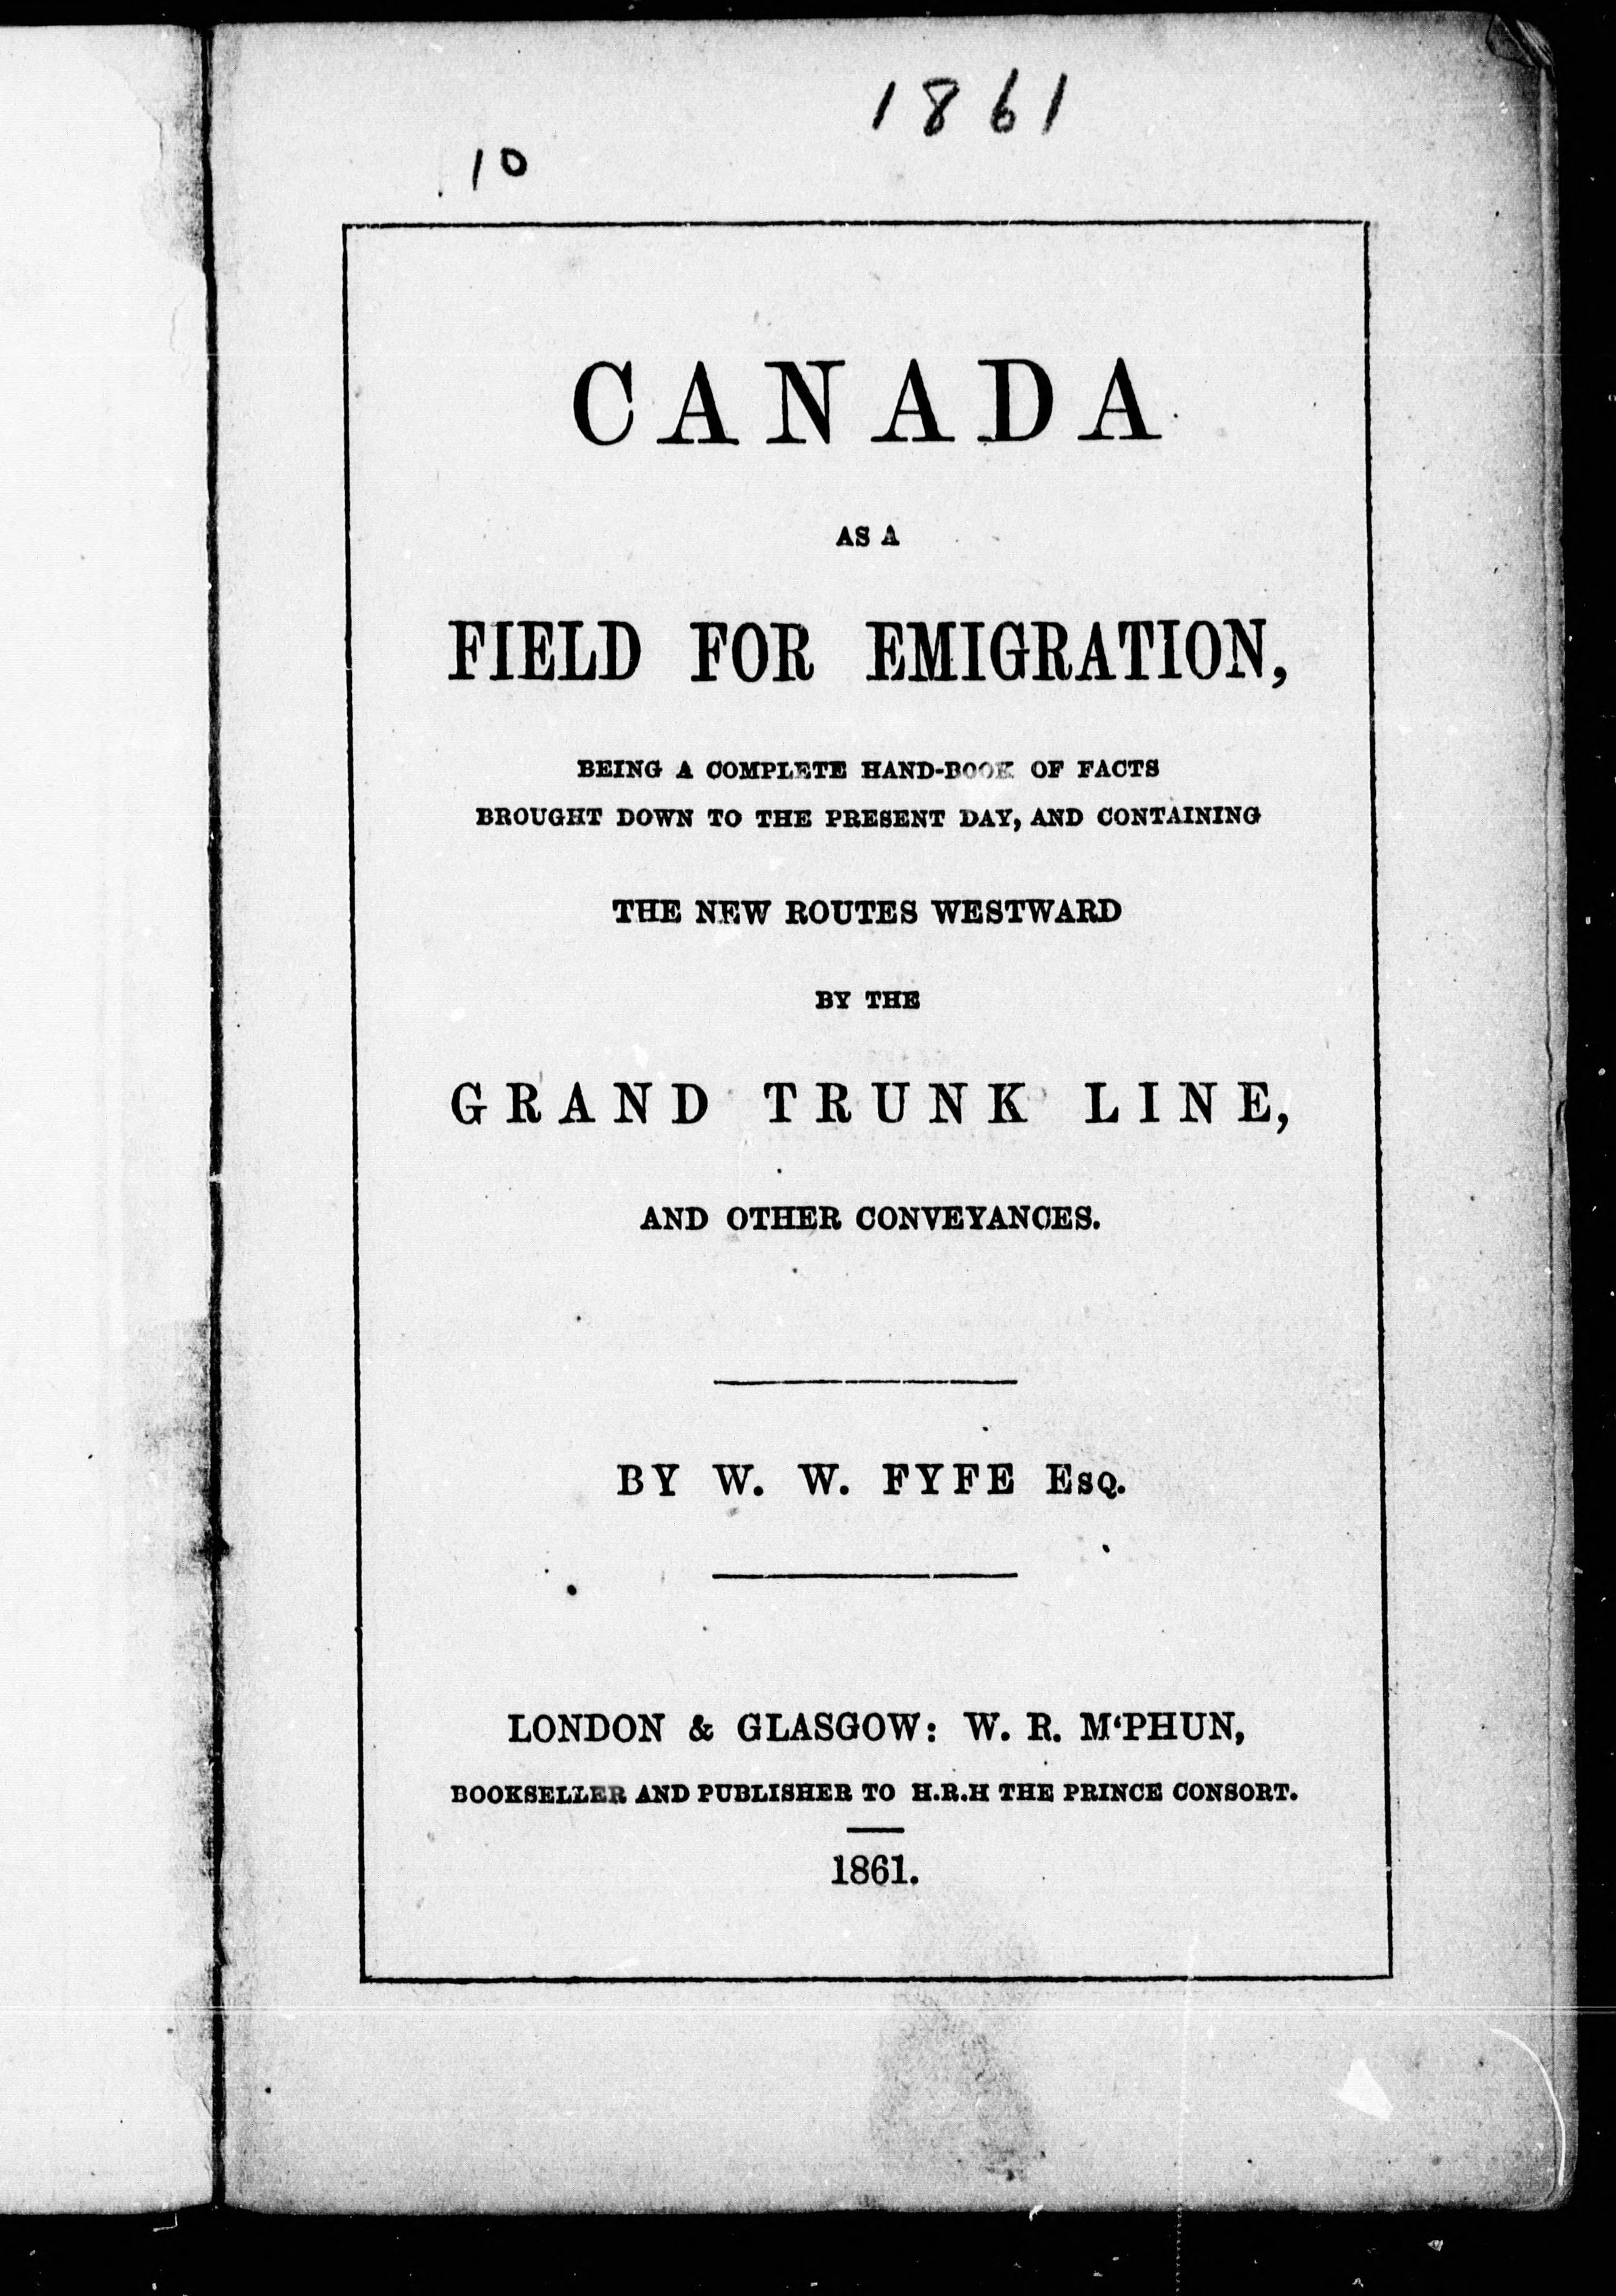 1861
10
CANADA
AS A
FIELD FOR EMIGRATION,
BEING A COMPLETE HAND-BOOK OF FACTS
BROUGHT DOWN TO THE PRESENT DAY, AND CONTAINING
THE NEW ROUTES WESTWARD
BY THE
GRAND TRUNK LINE,
AND OTHER CONVEYANCES.
BY W. W. FYFE ESQ.
LONDON & GLASGOW: W. R. M‘PHUN,
BOOKSELLER AND PUBLISHER TO H.R.H THE PRINCE CONSORT.
1861.